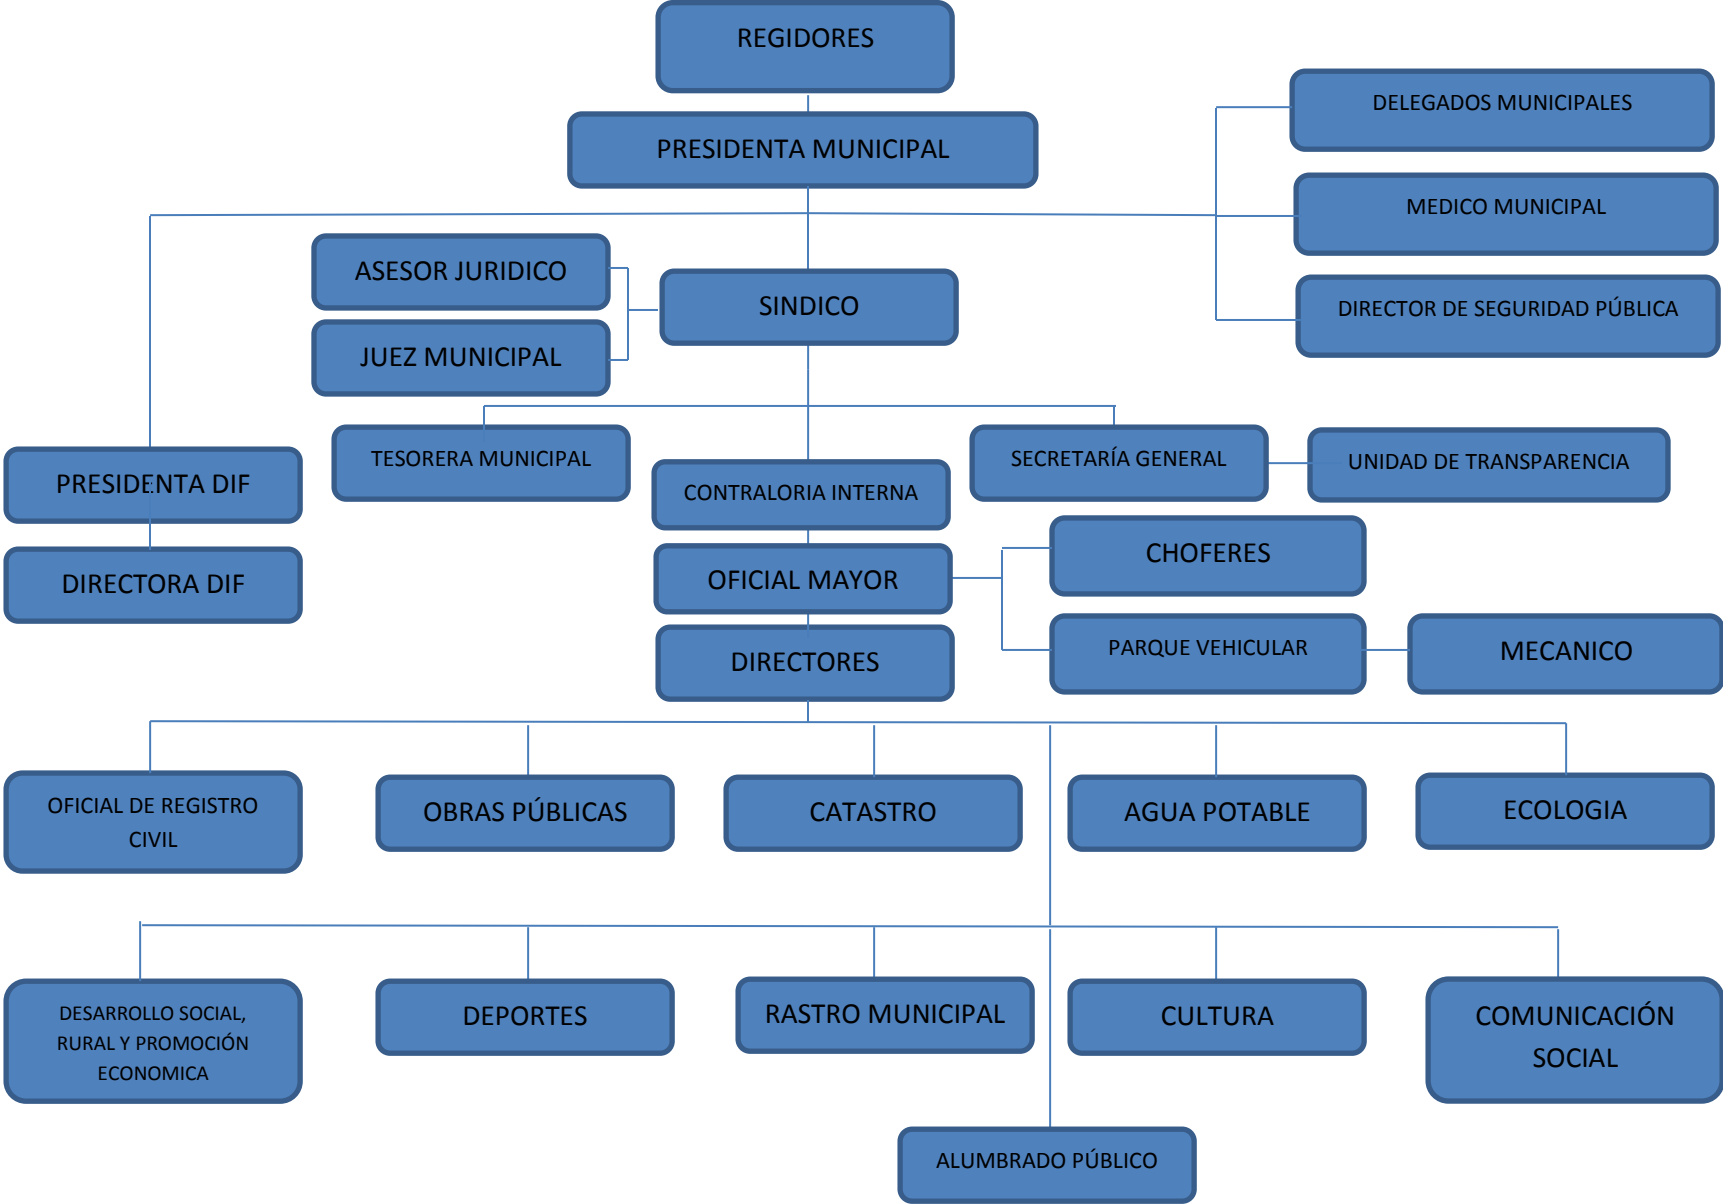 REGIDORES
DELEGADOS MUNICIPALES
PRESIDENTA MUNICIPAL
MEDICO MUNICIPAL
ASESOR JURIDICO
SINDICO
DIRECTOR DE SEGURIDAD PÚBLICA
JUEZ MUNICIPAL
TESORERA MUNICIPAL
SECRETARÍA GENERAL
UNIDAD DE TRANSPARENCIA
PRESIDENTA DIF
CONTRALORIA INTERNA
CHOFERES
DIRECTORA DIF
OFICIAL MAYOR
DIRECTORES
PARQUE VEHICULAR
MECANICO
OFICIAL DE REGISTRO
CIVIL
OBRAS PÚBLICAS
CATASTRO
AGUA POTABLE
ECOLOGIA
DESARROLLO SOCIAL,
RURAL Y PROMOCIÓN
ECONOMICA
DEPORTES
RASTRO MUNICIPAL
CULTURA
COMUNICACIÓN
SOCIAL
ALUMBRADO PÚBLICO